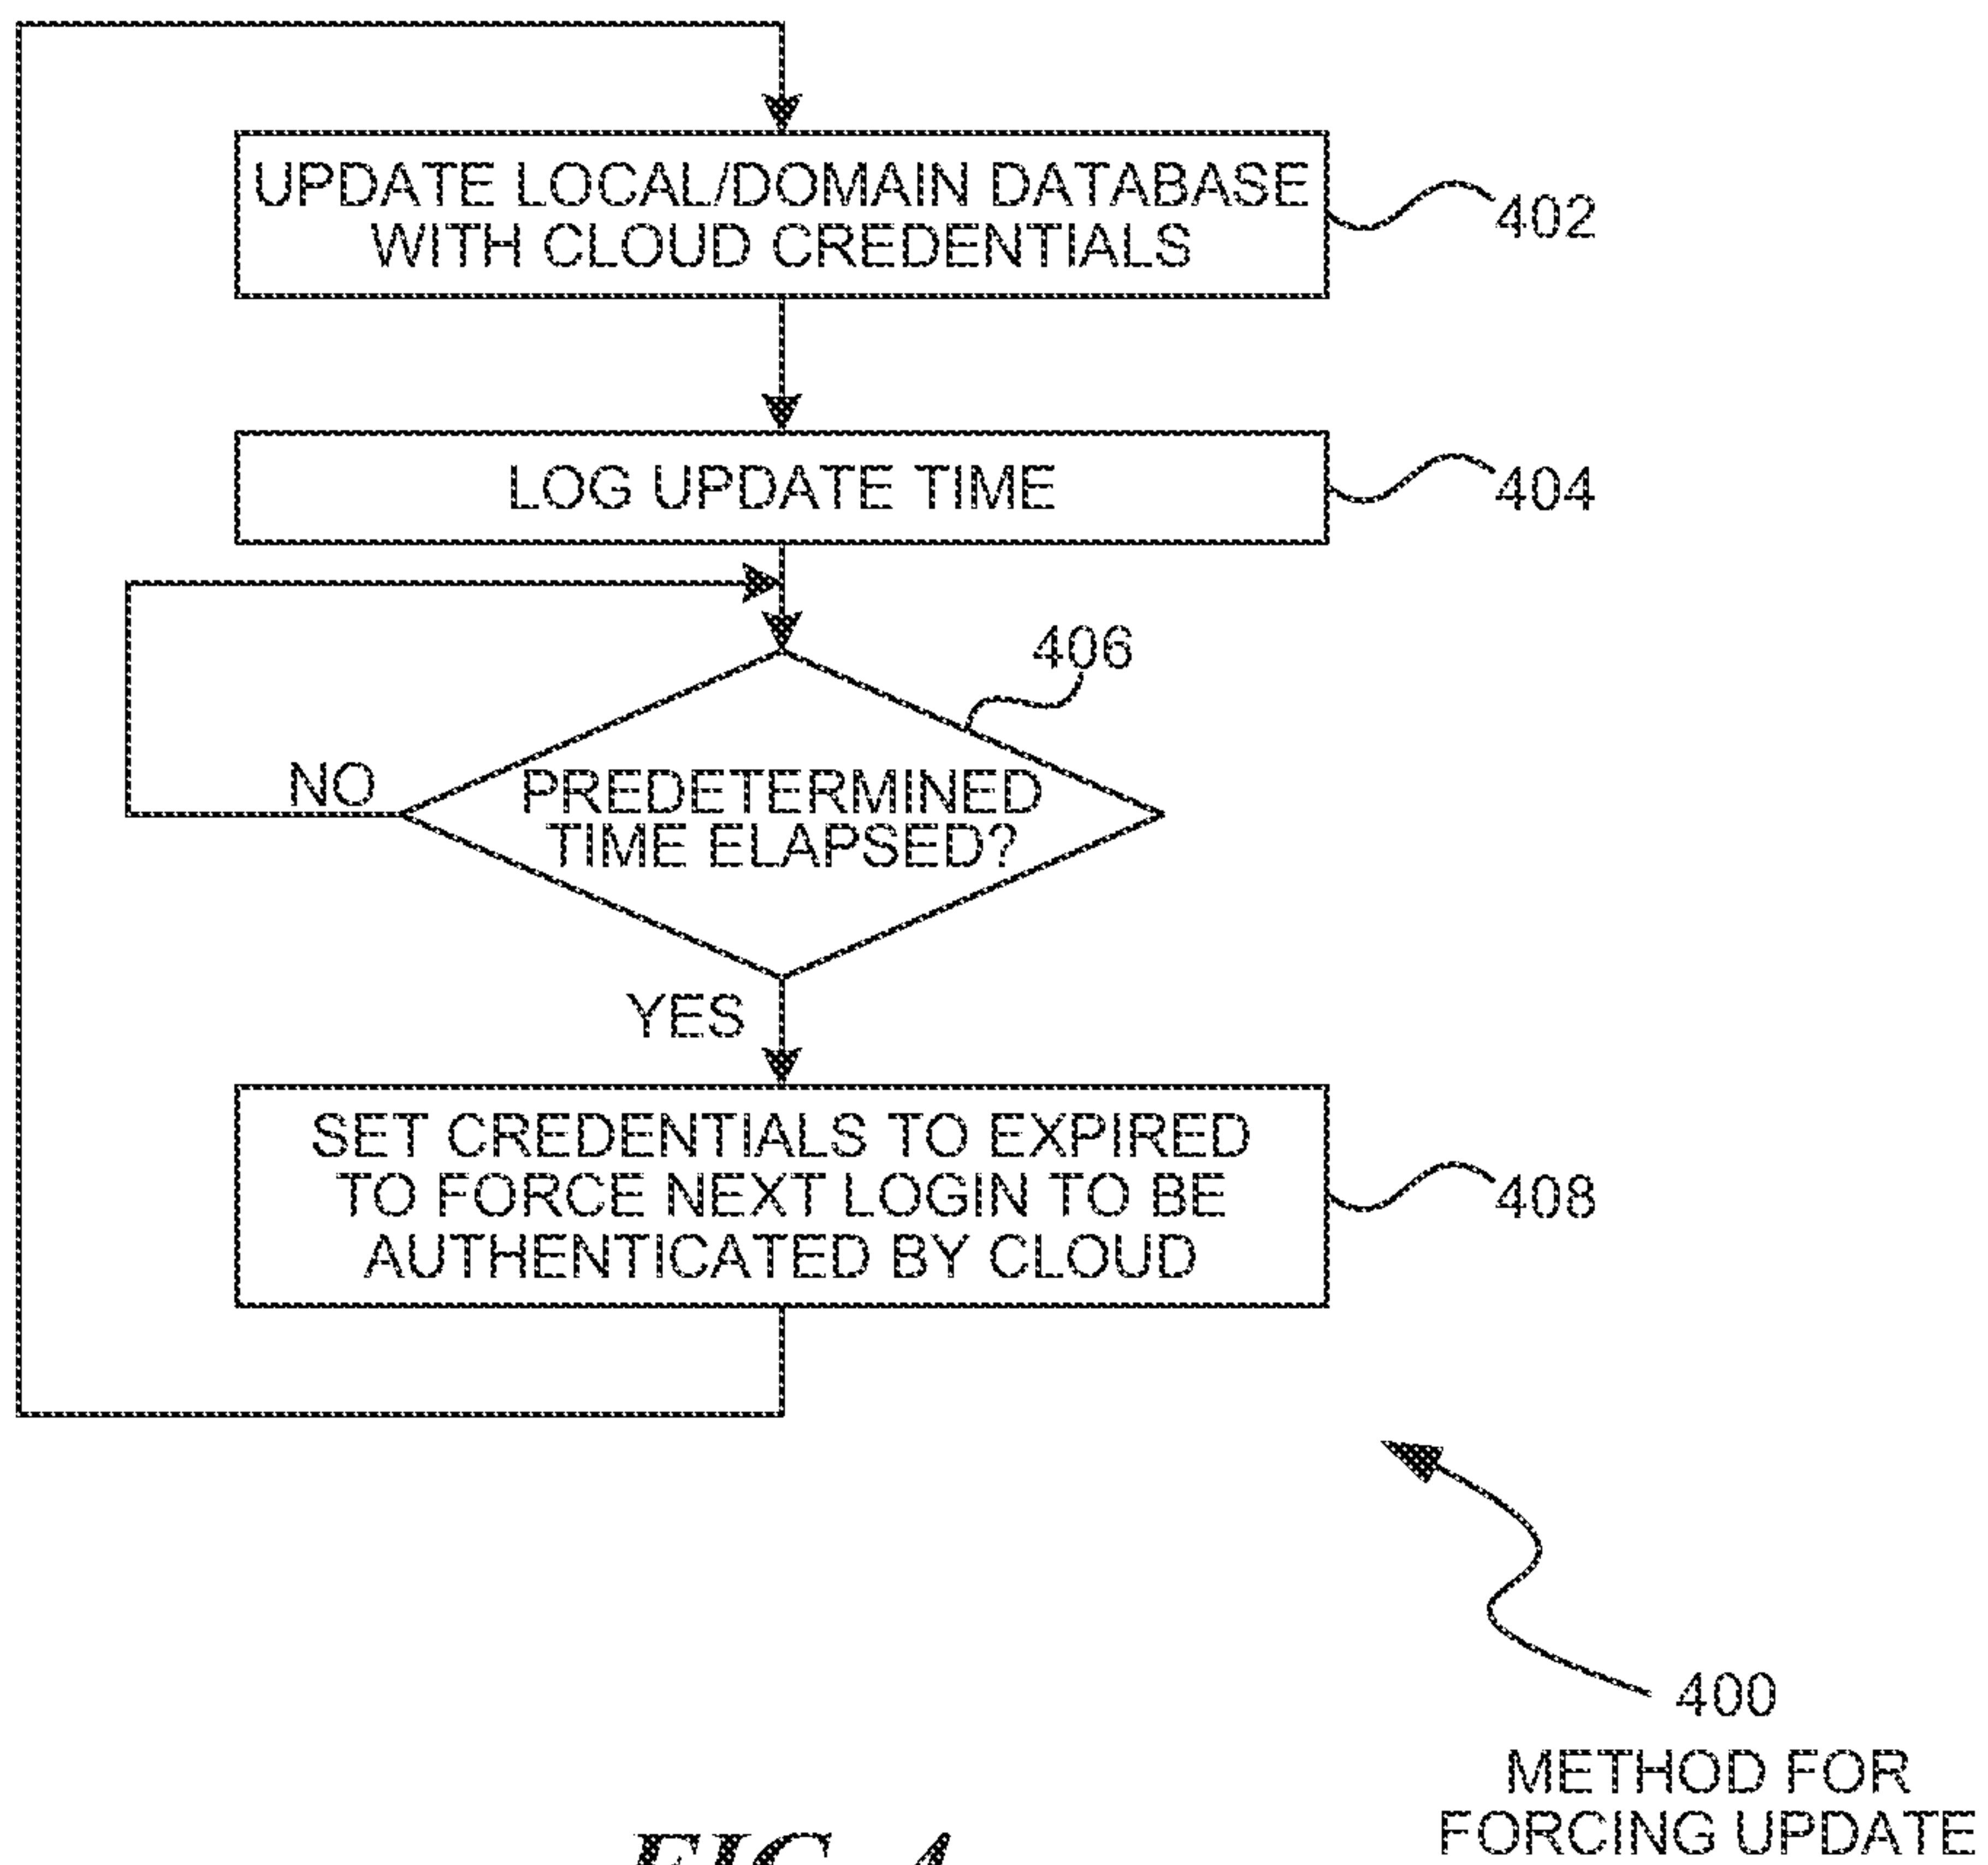 UPDATE LOCAL/DOMAIN DATABASE
WITH CLOUD CREDENTIALS
402
LOG UPDATE TIME
404
406
NO
PREDETERMINED
TIME ELAPSED?
YES
SET CREDENTIALS TO EXPIRED
TO FORCE NEXT LOGIN TO BE
AUTHENTICATED BY CLOUD
408
400
METHOD FOR
FORCING UPDATE